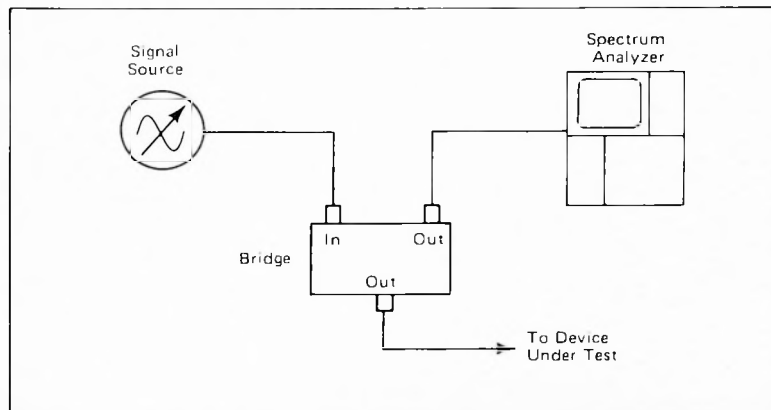 Signal
Source
Spectrum
Analyzer
In
Out
Bridge
Out
To Device
Under Test